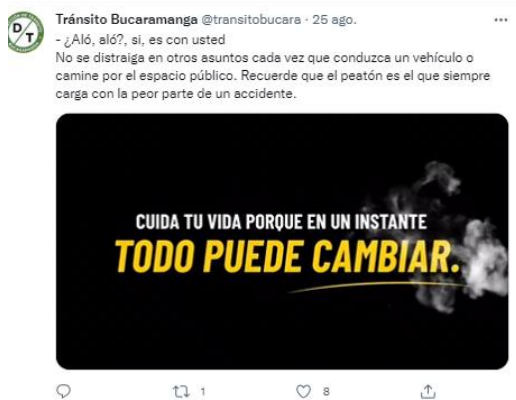 D
T
Tránsito Bucaramanga @transitobucara · 25 ago.
- ¿Aló, aló?, si, es con usted
No se distraiga en otros asuntos cada vez que conduzca un vehículo o
camine por el espacio público. Recuerde que el peatón es el que siempre
carga con la peor parte de un accidente.
CUIDA TU VIDA PORQUE EN UN INSTANTE
TODO PUEDE CAMBIAR.
1
8